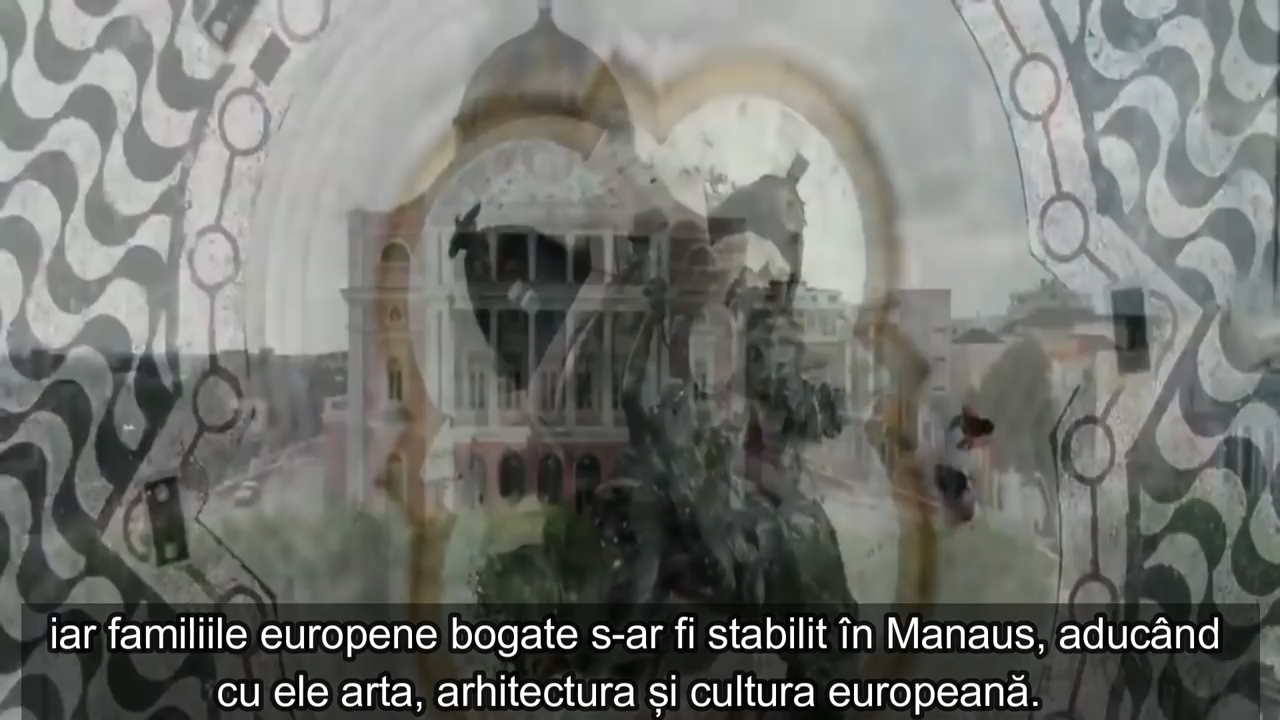 iar familiile europene bogate s-ar fi stabilit în Manaus, aducând
cu ele arta, arhitectura și cultura europeană.